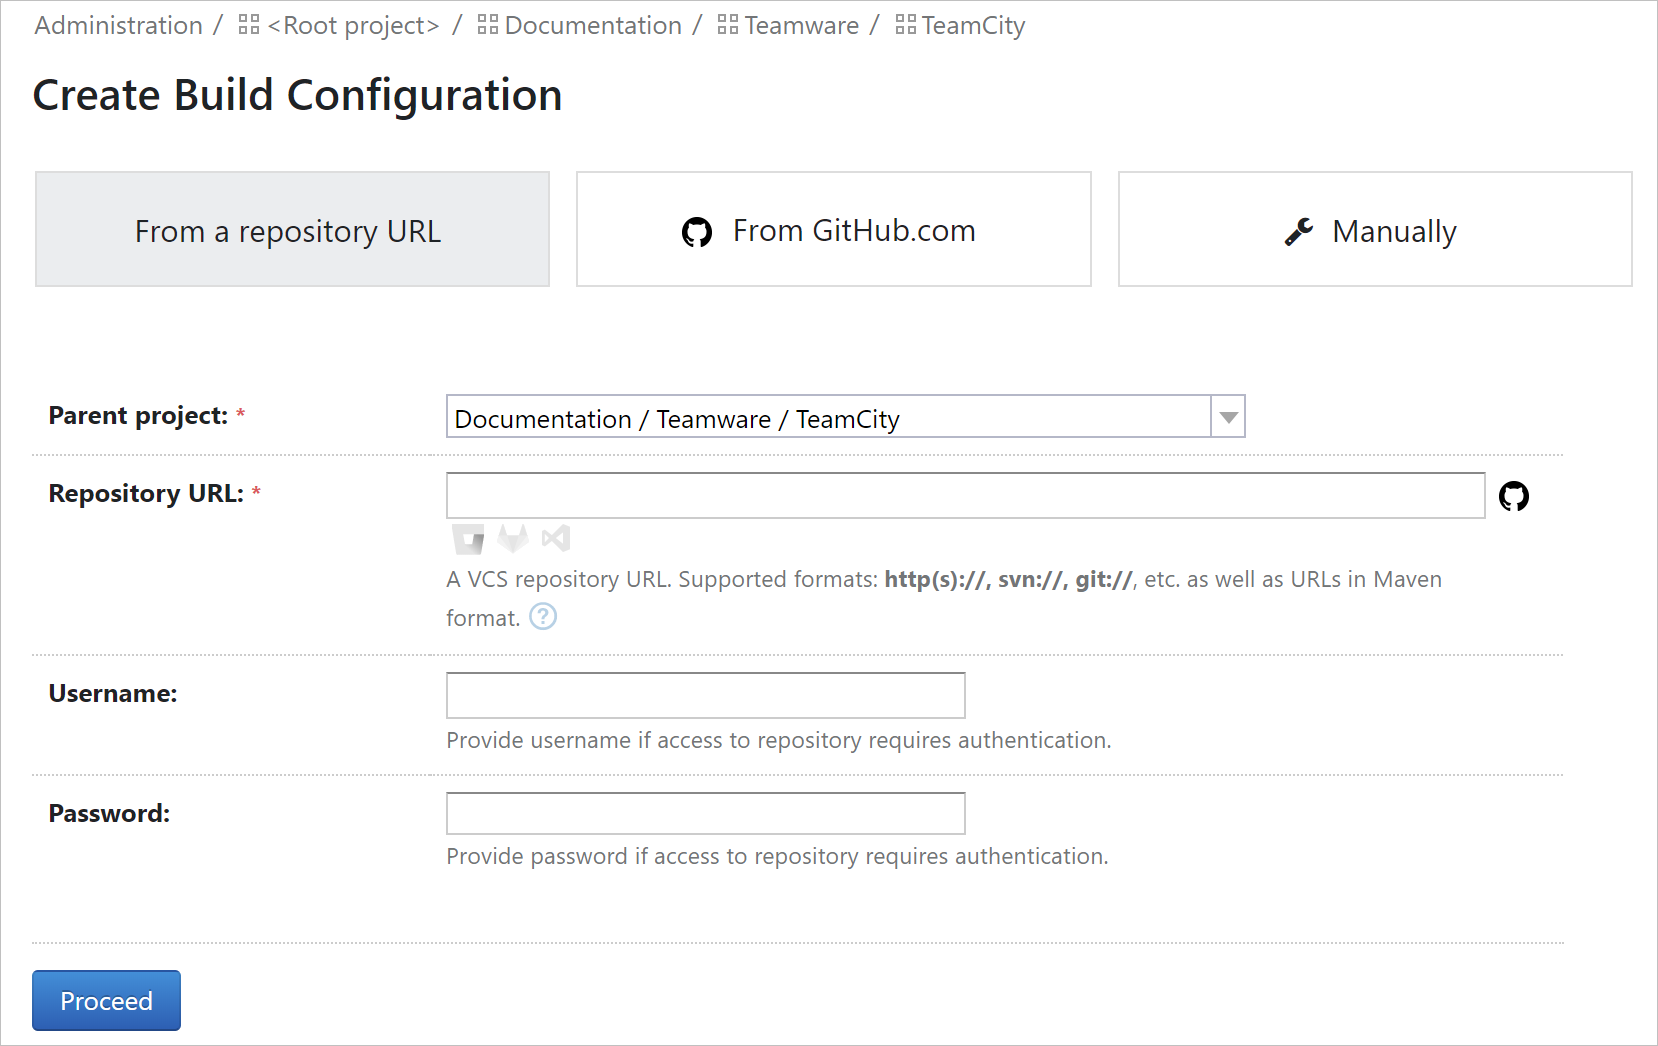 Administration / <Root project> / Documentation / Teamware / TeamCity
Create Build Configuration
From a repository URL
From GitHub.com
Manually
Parent project: *
Documentation / Teamware / TeamCity
Repository URL: *
A VCS repository URL. Supported formats: http(s)://, svn://, git://, etc. as well as URLs in Maven
format. ?
Username:
Provide username if access to repository requires authentication.
Password:
Provide password if access to repository requires authentication.
Proceed